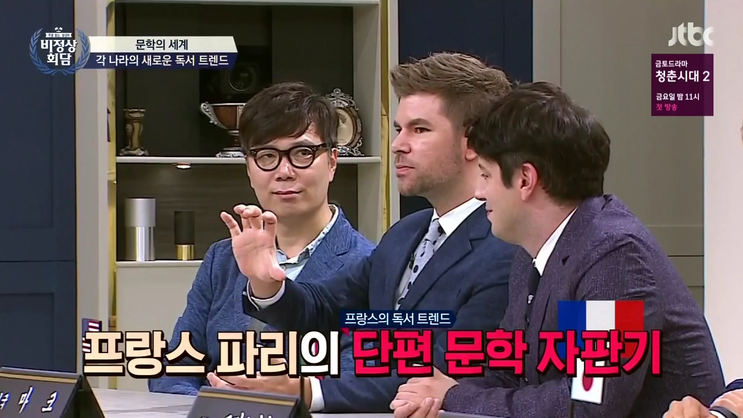 비정상
회담
문학의 세계
각 나라의 새로운 독서 트렌드
jtbc
금토드라마
청춘시대 2
금요일 밤 11시
첫 방송
프랑스의 독서 트렌드
프랑스 파리의 단편 문학 자판기
마 코